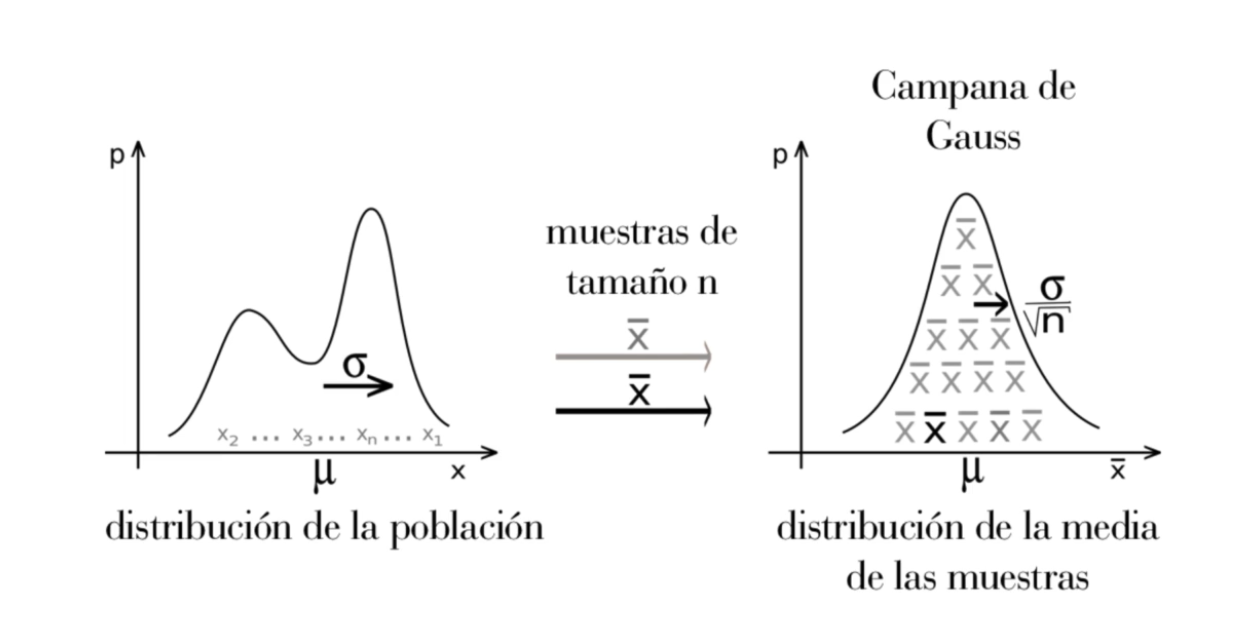 Campana de
Gauss
p
σ
x₂ ... x₃... xₙ... x₁
μ
x
distribución de la población
muestras de
tamaño n
x̄
x̄
p
x̄
x̄ x̄
σ
√n
x̄ x̄ x̄
x̄ x̄ x̄ x̄
x̄ x̄ x̄ x̄ x̄
μ
x̄
distribución de la media
de las muestras